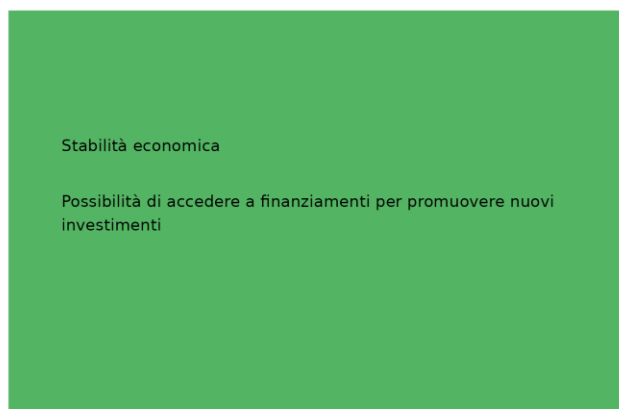 Stabilità economica
Possibilità di accedere a finanziamenti per promuovere nuovi
investimenti